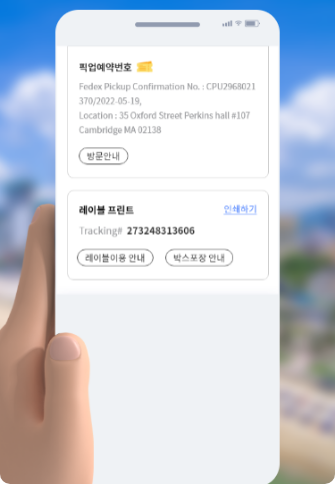 픽업예약번호
Fedex Pickup Confirmation No. : CPU2968021
370/2022-05-19,
Location : 35 Oxford Street Perkins hall #107
Cambridge MA 02138
방문안내
레이블 프린트 인쇄하기
Tracking# 273248313606
레이블이용 안내 박스포장 안내